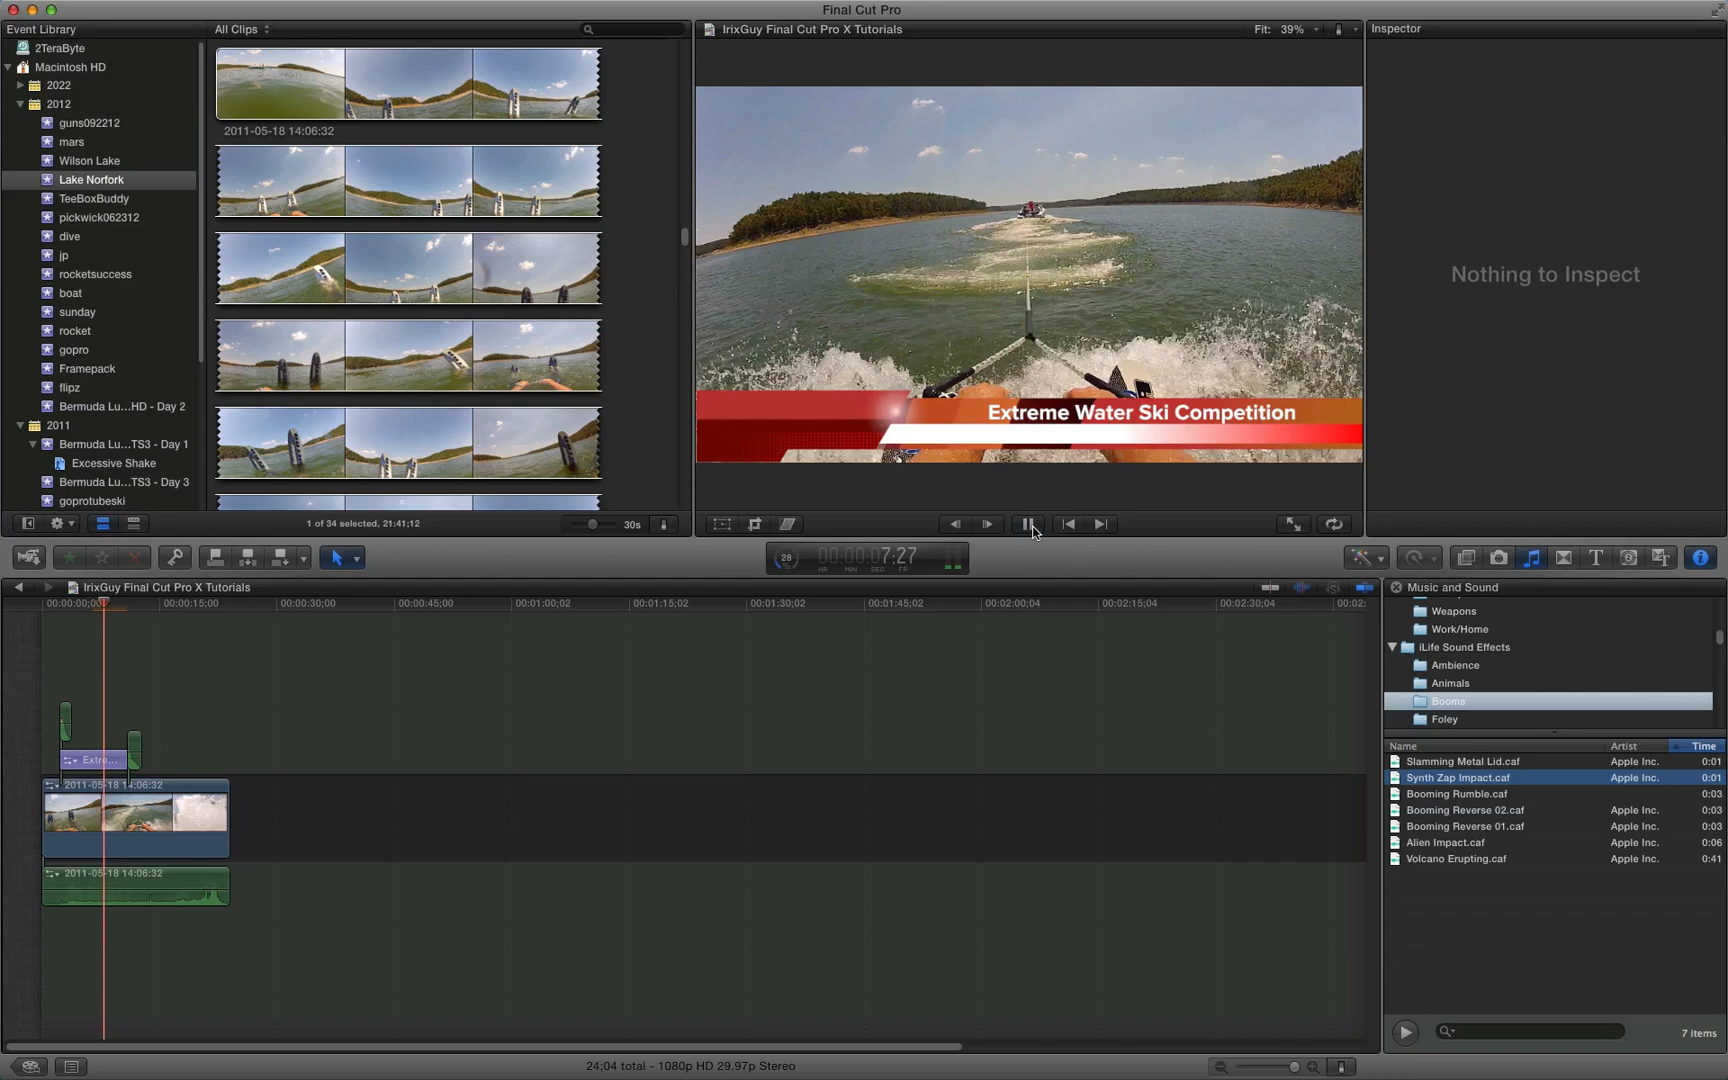 Final Cut Pro
Event Library
All Clips
IrixGuy Final Cut Pro X Tutorials
Fit: 39%
Inspector
2TeraByte
Macintosh HD
2022
2012
guns092212
mars
Wilson Lake
Lake Norfork
TeeBoxBuddy
pickwick062312
dive
jp
rocketsuccess
boat
sunday
rocket
gopro
Framepack
flipz
Bermuda Lu...HD - Day 2
2011
Bermuda Lu...TS3 - Day 1
Excessive Shake
Bermuda Lu...TS3 - Day 3
goprotubeski
2011-05-18 14:06:32
1 of 34 selected, 21:41;12
30s
Extreme Water Ski Competition
Nothing to Inspect
28
00:00:07;27
HR MIN SEC FR
IrixGuy Final Cut Pro X Tutorials
00:00:00;00
00:00:15;00
00:00:30;00
00:00:45;00
00:01:00;02
00:01:15;02
00:01:30;02
00:01:45;02
00:02:00;04
00:02:15;04
00:02:30;04
00:02:
Extre...
2011-05-18 14:06:32
2011-05-18 14:06:32
Music and Sound
Weapons
Work/Home
iLife Sound Effects
Ambience
Animals
Booms
Foley
Name Artist Time
Slamming Metal Lid.caf Apple Inc. 0:01
Synth Zap Impact.caf Apple Inc. 0:01
Booming Rumble.caf 0:03
Booming Reverse 02.caf Apple Inc. 0:03
Booming Reverse 01.caf Apple Inc. 0:03
Alien Impact.caf Apple Inc. 0:06
Volcano Erupting.caf Apple Inc. 0:41
7 items
24;04 total - 1080p HD 29.97p Stereo